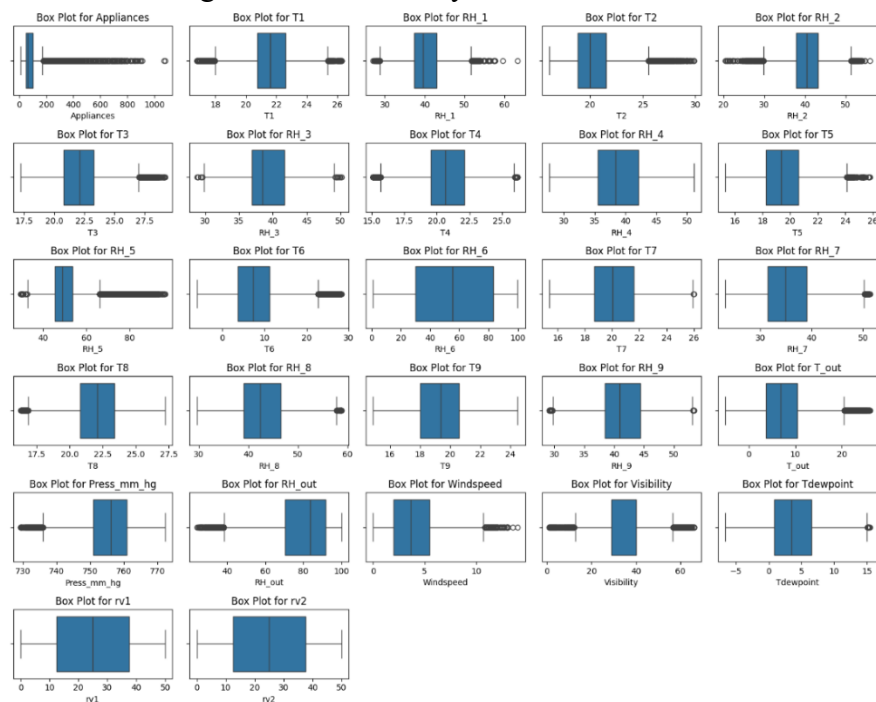 Box Plot for Appliances Box Plot for T1 Box Plot for RH_1 Box Plot for T2 Box Plot for RH_2
0 200 400 600 800 1000 18 20 22 24 26 30 40 50 60 20 25 30 20 30 40 50
Appliances T1 RH_1 T2 RH_2
Box Plot for T3 Box Plot for RH_3 Box Plot for T4 Box Plot for RH_4 Box Plot for T5
17.5 20.0 22.5 25.0 27.5 30 35 40 45 50 15.0 17.5 20.0 22.5 25.0 30 35 40 45 50 16 18 20 22 24 26
T3 RH_3 T4 RH_4 T5
Box Plot for RH_5 Box Plot for T6 Box Plot for RH_6 Box Plot for T7 Box Plot for RH_7
40 60 80 0 10 20 30 0 20 40 60 80 100 16 18 20 22 24 26 30 40 50
RH_5 T6 RH_6 T7 RH_7
Box Plot for T8 Box Plot for RH_8 Box Plot for T9 Box Plot for RH_9 Box Plot for T_out
17.5 20.0 22.5 25.0 27.5 30 40 50 60 16 18 20 22 24 30 35 40 45 50 0 10 20
T8 RH_8 T9 RH_9 T_out
Box Plot for Press_mm_hg Box Plot for RH_out Box Plot for Windspeed Box Plot for Visibility Box Plot for Tdewpoint
730 740 750 760 770 40 60 80 100 0 5 10 0 20 40 60 -5 0 5 10 15
Press_mm_hg RH_out Windspeed Visibility Tdewpoint
Box Plot for rv1 Box Plot for rv2
0 10 20 30 40 50 0 10 20 30 40 50
rv1 rv2